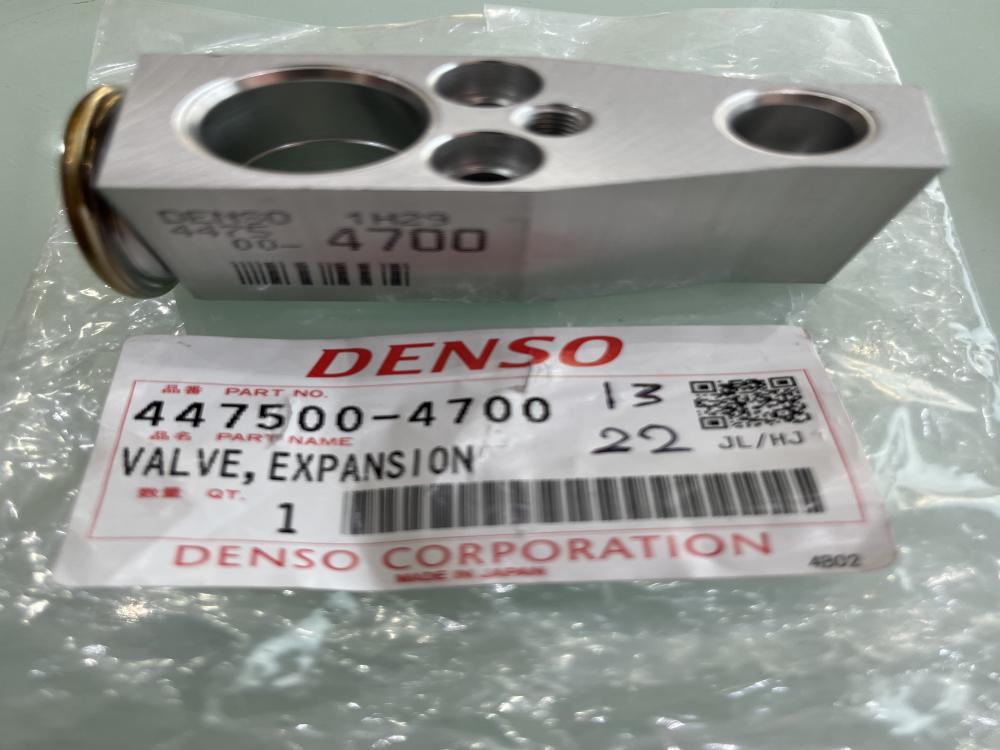 DENSO 1H29
4475
00- 4700
DENSO
品番 PART NO.
447500-4700
13
22
JL/HJ
品名 PART NAME
VALVE, EXPANSION
数量 QT.
1
DENSO CORPORATION
MADE IN JAPAN
4802